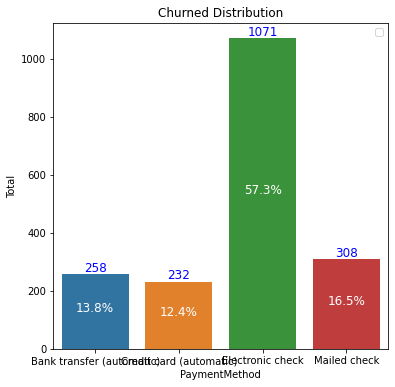 Churned Distribution
1071
1000
800
57.3%
Total
600
400
308
258
232
200
16.5%
13.8%
12.4%
0
Bank transfer (automatic)
Credit card (automatic)
Electronic check
Mailed check
PaymentMethod